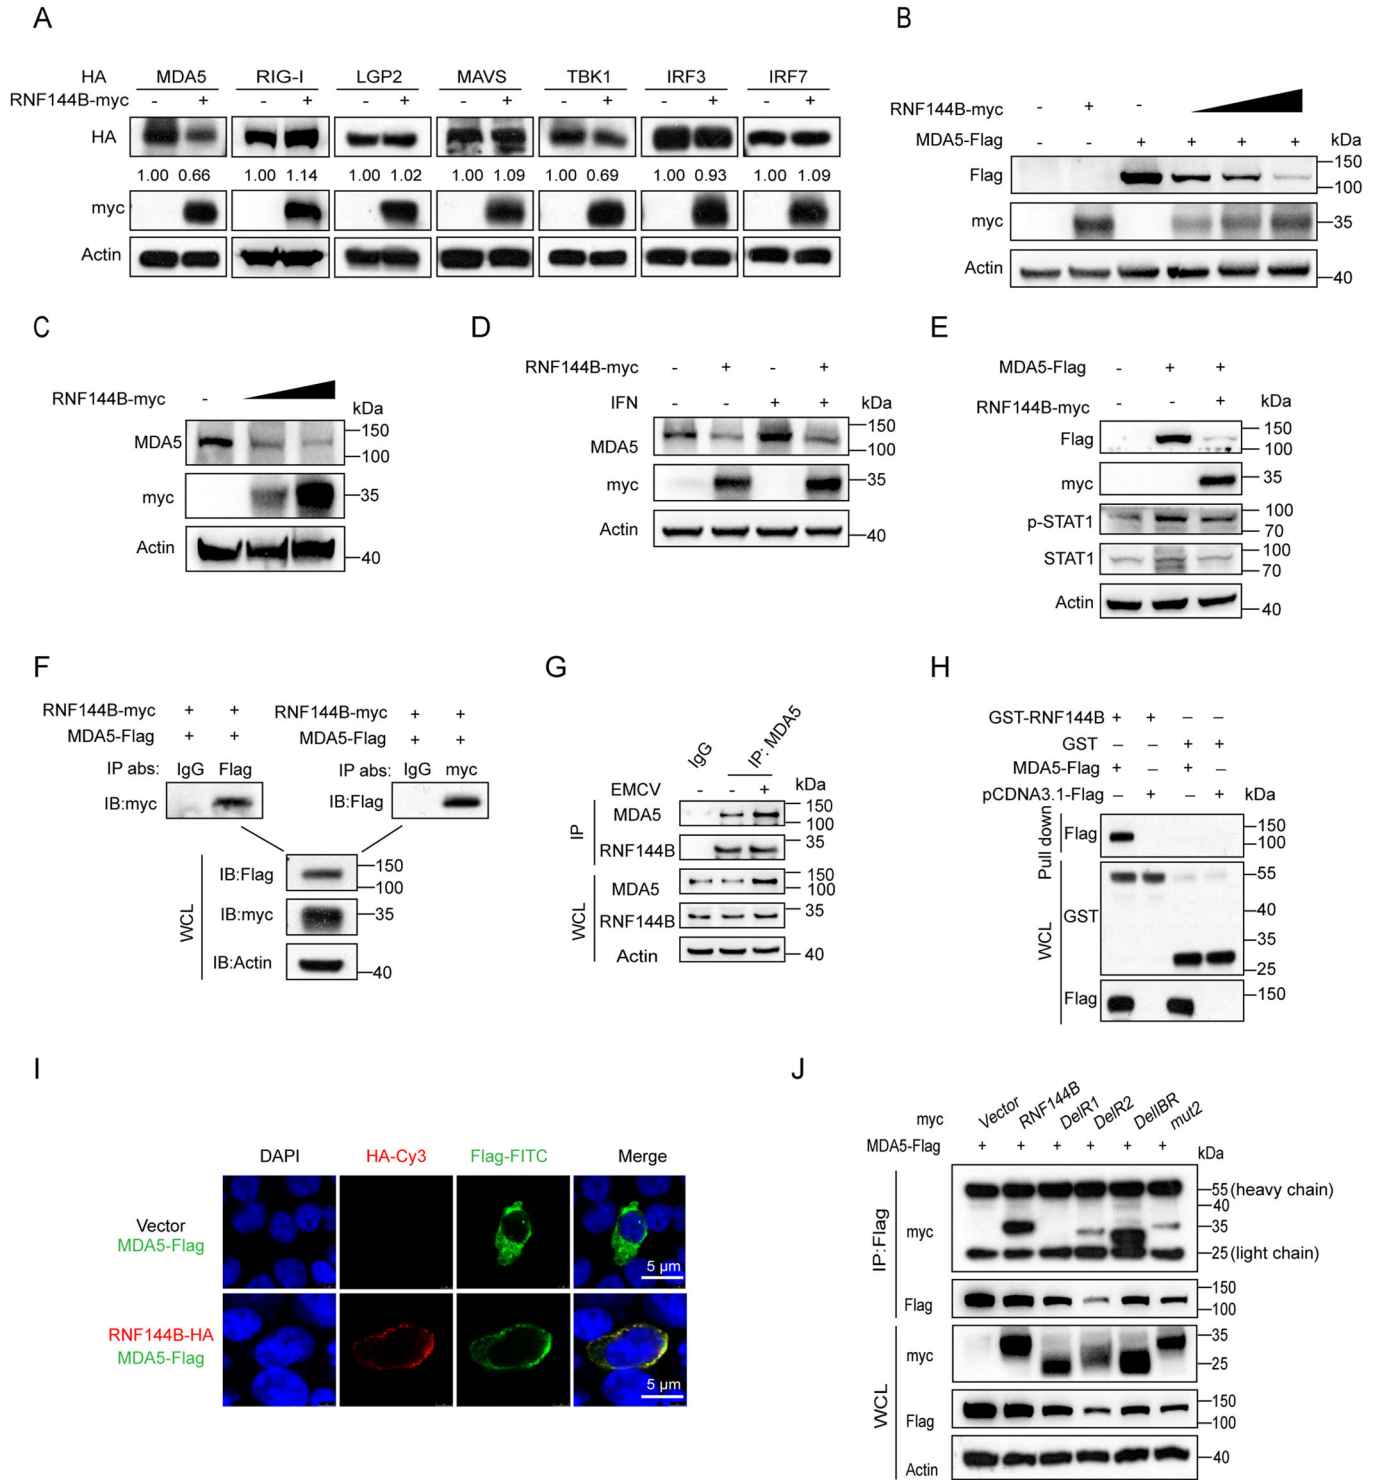 A
HA MDA5 RIG-I LGP2 MAVS TBK1 IRF3 IRF7
RNF144B-myc - + - + - + - + - + - + - +
HA
1.00 0.66 1.00 1.14 1.00 1.02 1.00 1.09 1.00 0.69 1.00 0.93 1.00 1.09
myc
Actin
B
RNF144B-myc - + -
MDA5-Flag - - + + + + kDa
Flag 150
100
myc 35
Actin 40
C
RNF144B-myc -
kDa
MDA5 150
100
myc 35
Actin 40
D
RNF144B-myc - + - +
IFN - - + + kDa
MDA5 150
100
myc 35
Actin 40
E
MDA5-Flag - + +
RNF144B-myc - - + kDa
Flag 150
100
myc 35
p-STAT1 100
70
STAT1 100
70
Actin 40
F
RNF144B-myc + + RNF144B-myc + +
MDA5-Flag + + MDA5-Flag + +
IP abs: IgG Flag IP abs: IgG myc
IB:myc IB:Flag
WCL
IB:Flag 150
100
IB:myc 35
IB:Actin 40
G
IgG IP: MDA5
EMCV - - + kDa
IP
MDA5 150
100
RNF144B 35
WCL
MDA5 150
100
RNF144B 35
Actin 40
H
GST-RNF144B + + – –
GST – – + +
MDA5-Flag + – + –
pCDNA3.1-Flag – + – + kDa
Pull down
Flag 150
100
WCL
GST 55
40
35
25
Flag 150
I
DAPI HA-Cy3 Flag-FITC Merge
Vector
MDA5-Flag
5 µm
RNF144B-HA
MDA5-Flag
5 µm
J
myc Vector RNF144B DelR1 DelR2 DelIBR mut2
MDA5-Flag + + + + + + kDa
IP:Flag
myc 55 (heavy chain)
40
35
25 (light chain)
Flag 150
100
WCL
myc 35
25
Flag 150
100
Actin 40